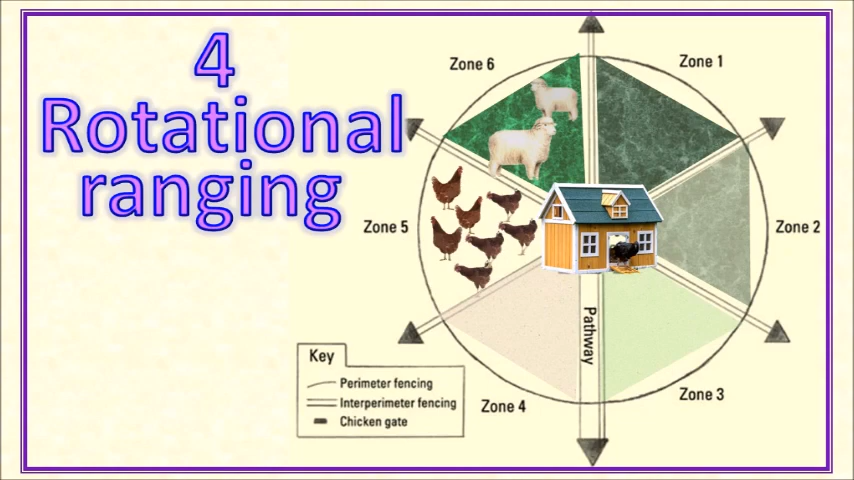 4
Rotational
ranging
Zone 6
Zone 1
Zone 5
Zone 2
Pathway
Key
Perimeter fencing
Interperimeter fencing
Chicken gate
Zone 4
Zone 3